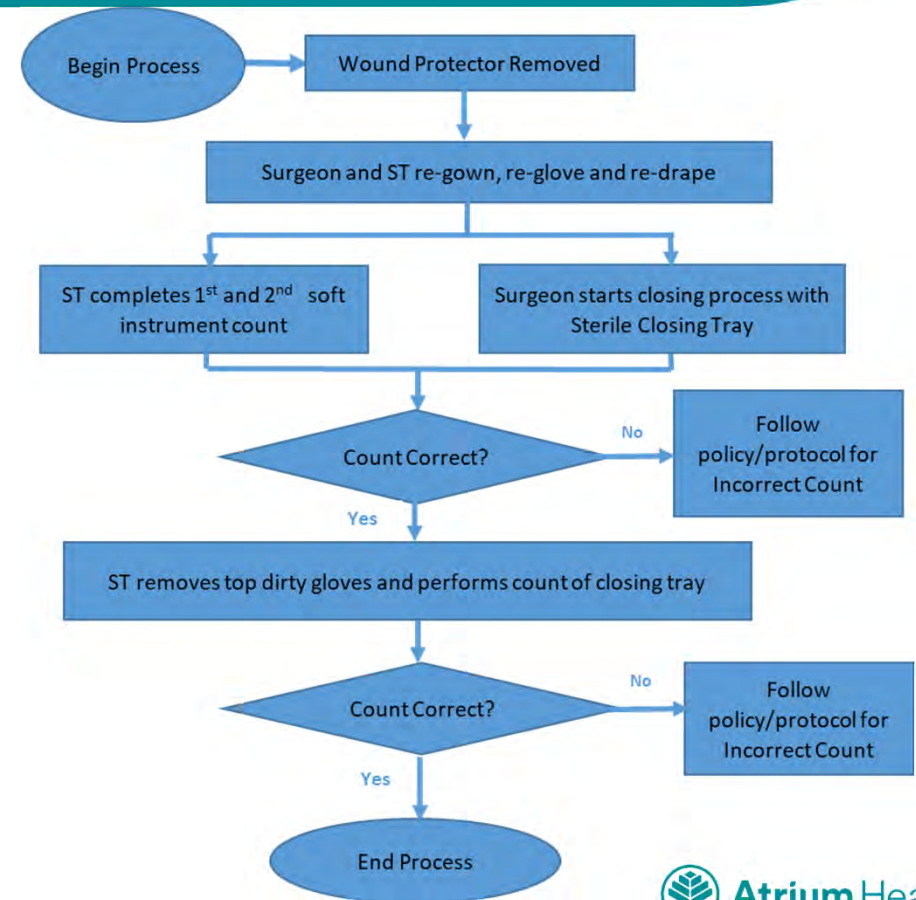 Begin Process
Wound Protector Removed
Surgeon and ST re-gown, re-glove and re-drape
ST completes 1st and 2nd soft
instrument count
Surgeon starts closing process with
Sterile Closing Tray
Count Correct?
No
Follow
policy/protocol for
Incorrect Count
Yes
ST removes top dirty gloves and performs count of closing tray
Count Correct?
No
Follow
policy/protocol for
Incorrect Count
Yes
End Process
Atrium Hea